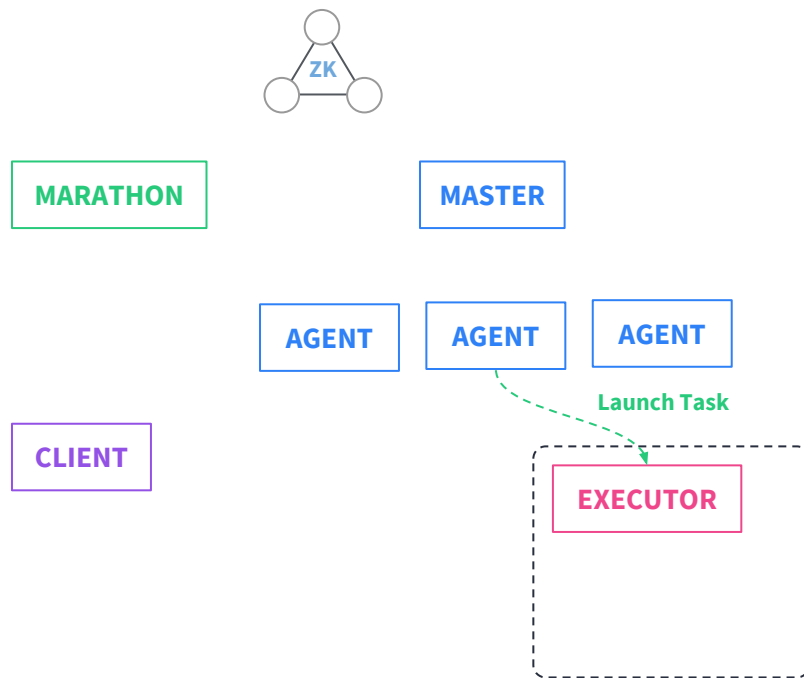 ZK
MARATHON
MASTER
AGENT
AGENT
AGENT
Launch Task
CLIENT
EXECUTOR